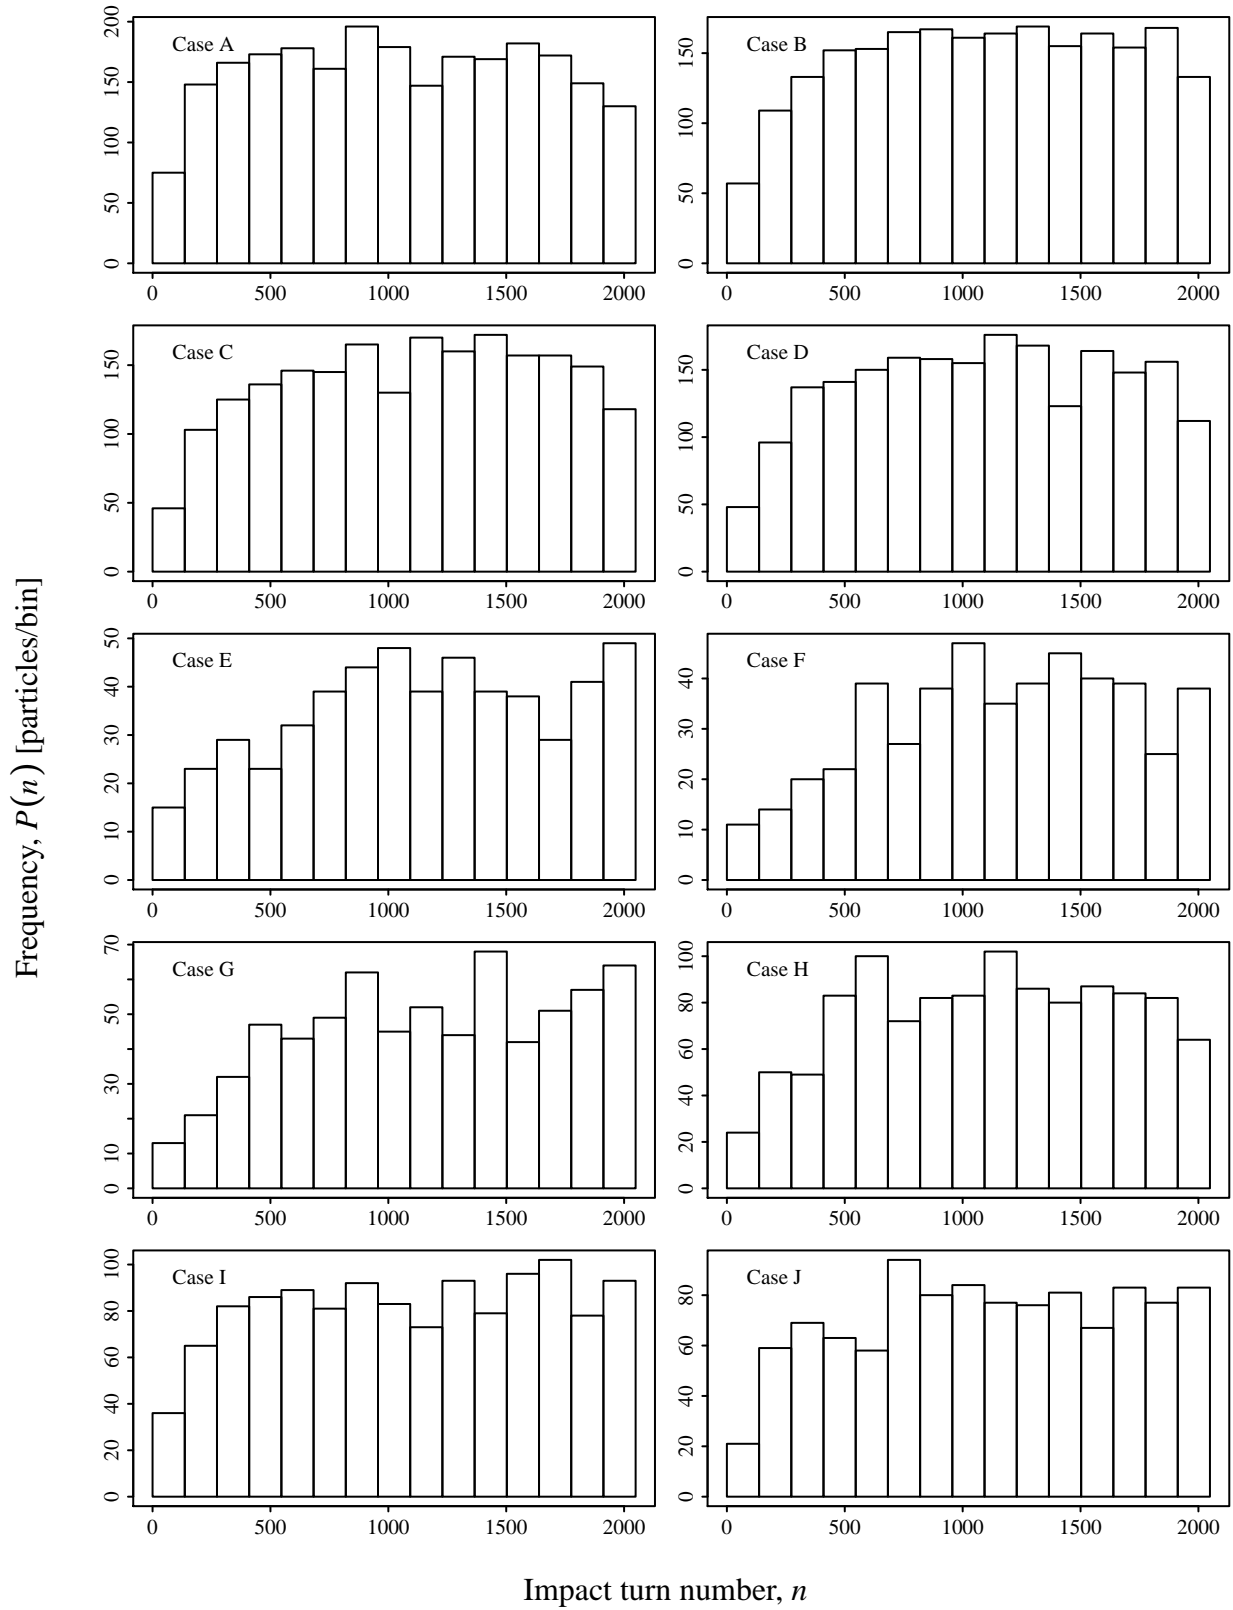 Frequency, P(n) [particles/bin]
Case A
0 50 100 150 200
0 500 1000 1500 2000
Case B
0 50 100 150
0 500 1000 1500 2000
Case C
0 50 100 150
0 500 1000 1500 2000
Case D
0 50 100 150
0 500 1000 1500 2000
Case E
0 10 20 30 40 50
0 500 1000 1500 2000
Case F
0 10 20 30 40
0 500 1000 1500 2000
Case G
0 10 30 50 70
0 500 1000 1500 2000
Case H
0 20 40 60 80 100
0 500 1000 1500 2000
Case I
0 20 40 60 80 100
0 500 1000 1500 2000
Case J
0 20 40 60 80
0 500 1000 1500 2000
Impact turn number, n